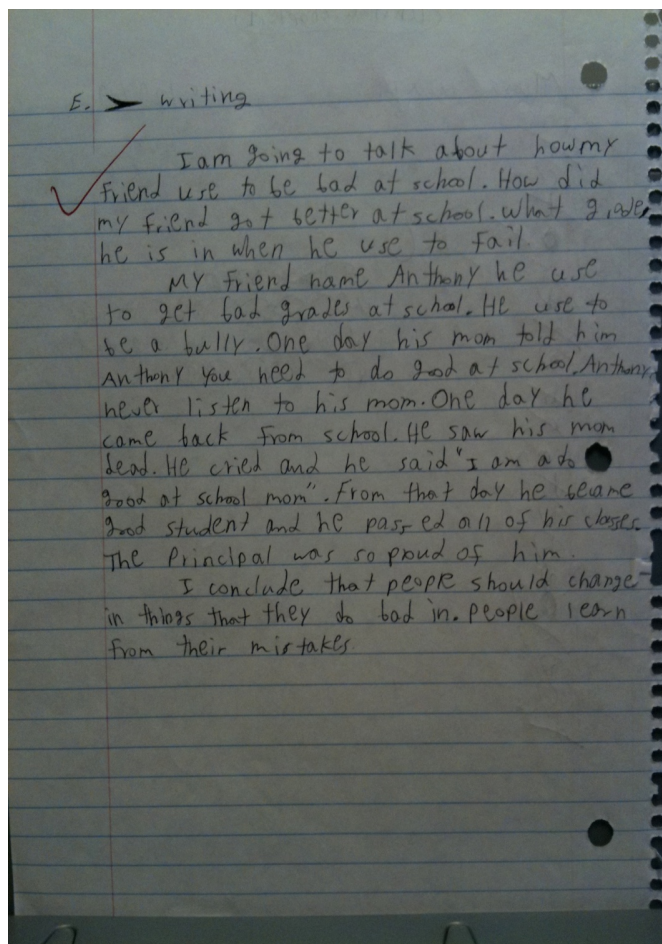 E. ➤ writing
I am going to talk about how my
friend use to be bad at school. How did
my friend got better at school. what grade
he is in when he use to fail.
MY friend name Anthony he use
to get bad grades at school. He use to
be a bully. One day his mom told him
Anthony you need to do good at school. Anthony
never listen to his mom. One day he
came back from school. He saw his mom
dead. He cried and he said "I am a do
good at school mom". From that day he became
good student and he passed all of his classes.
The Principal was so proud of him.
I conclude that people should change
in things that they do bad in. people learn
from their mistakes